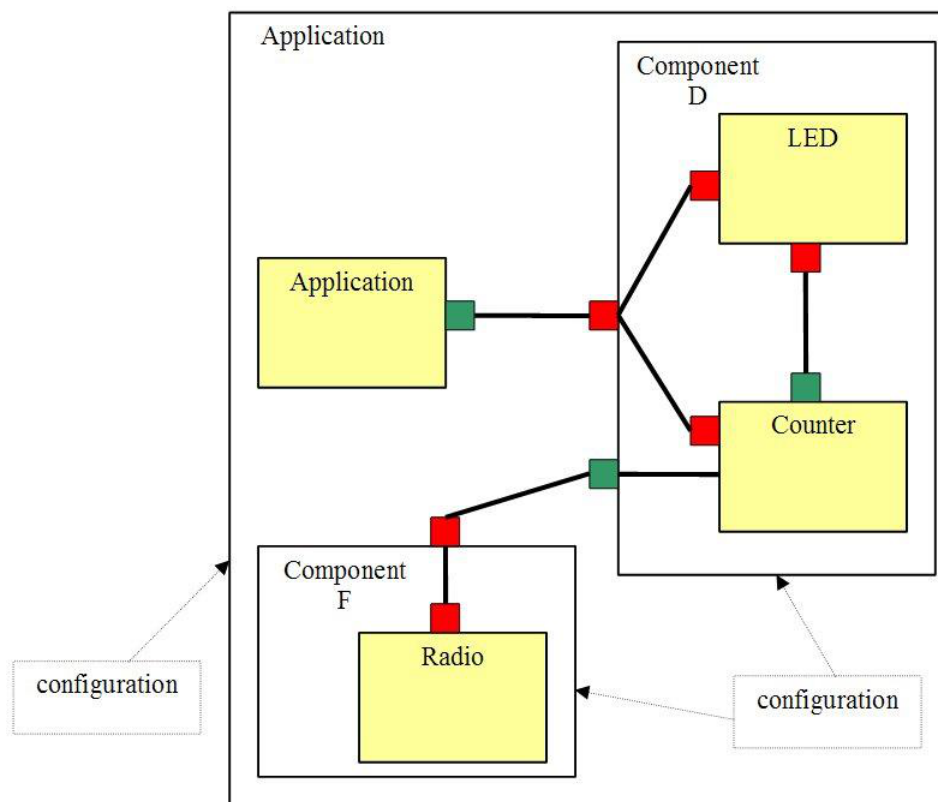 Application
Component
D
LED
Application
Counter
Component
F
Radio
configuration
configuration